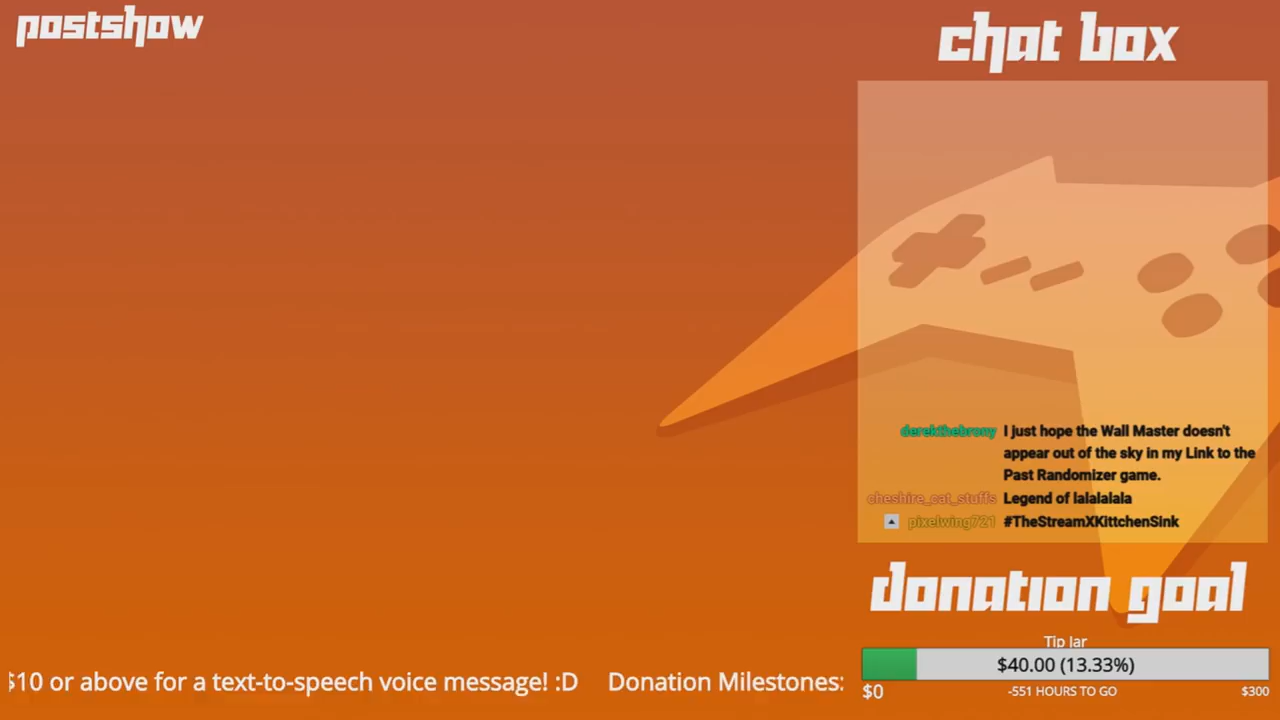 postshow
chat box
derekthebrony I just hope the Wall Master doesn't
appear out of the sky in my Link to the
Past Randomizer game.
cheshire_cat_stuffs Legend of lalalalala
pixelwing721 #TheStreamXKittchenSink
donation goal
Tip Jar
$40.00 (13.33%)
$0 -551 HOURS TO GO $300
$10 or above for a text-to-speech voice message! :D Donation Milestones: